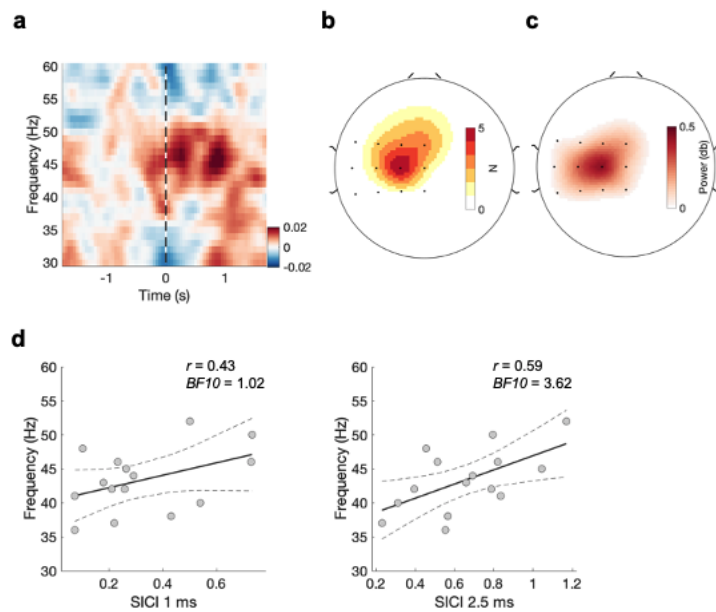 a
60
55
50
45
40
35
30
Frequency (Hz)
-1
0
1
Time (s)
0.02
0
-0.02
b
5
0
N
c
0.5
0
Power (db)
d
r = 0.43
BF10 = 1.02
60
55
50
45
40
35
30
Frequency (Hz)
0.2
0.4
0.6
SICI 1 ms
r = 0.59
BF10 = 3.62
60
55
50
45
40
35
30
Frequency (Hz)
0.2
0.4
0.6
0.8
1
1.2
SICI 2.5 ms